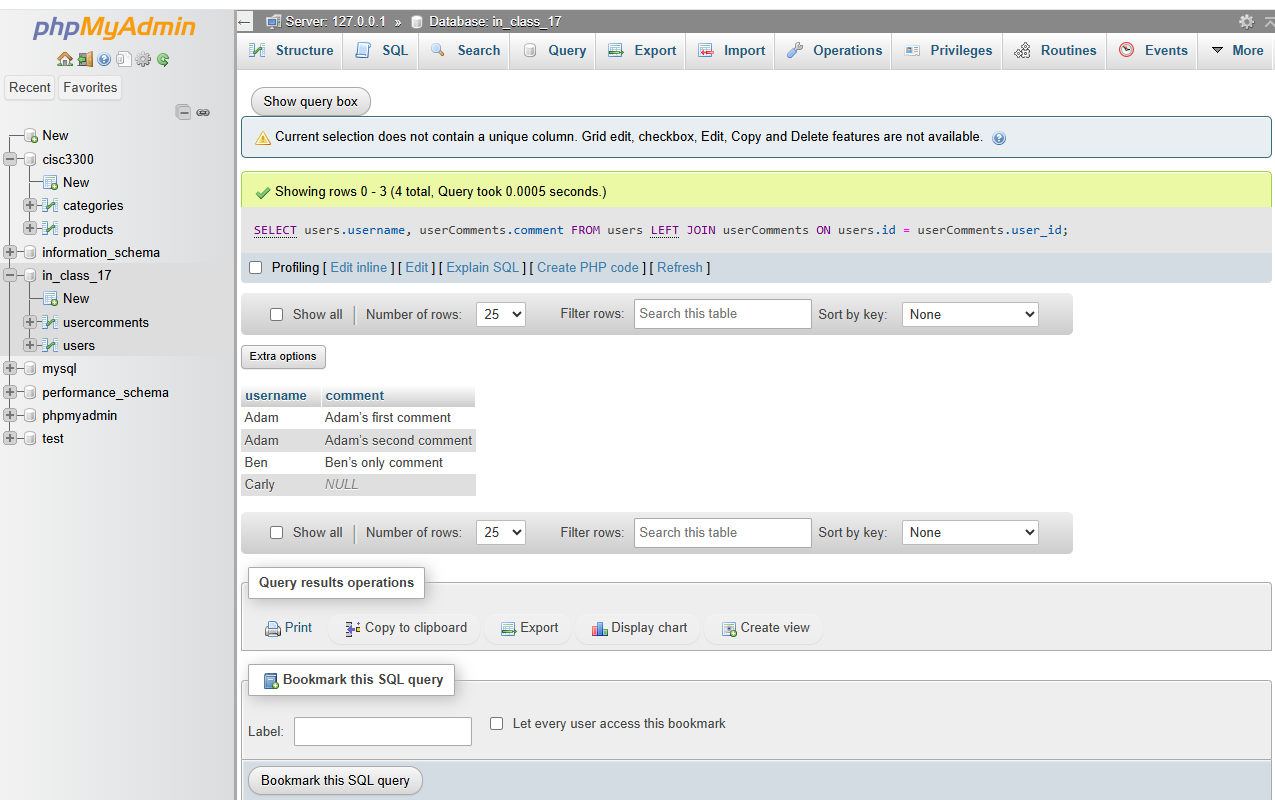 phpMyAdmin
Recent Favorites
New
cisc3300
New
categories
products
information_schema
in_class_17
New
usercomments
users
mysql
performance_schema
phpmyadmin
test
← Server: 127.0.0.1 » Database: in_class_17
Structure SQL Search Query Export Import Operations Privileges Routines Events More
Show query box
Current selection does not contain a unique column. Grid edit, checkbox, Edit, Copy and Delete features are not available.
Showing rows 0 - 3 (4 total, Query took 0.0005 seconds.)
SELECT users.username, userComments.comment FROM users LEFT JOIN userComments ON users.id = userComments.user_id;
Profiling [ Edit inline ] [ Edit ] [ Explain SQL ] [ Create PHP code ] [ Refresh ]
Show all Number of rows: 25 Filter rows: Search this table Sort by key: None
Extra options
username comment
Adam Adam's first comment
Adam Adam's second comment
Ben Ben's only comment
Carly NULL
Show all Number of rows: 25 Filter rows: Search this table Sort by key: None
Query results operations
Print Copy to clipboard Export Display chart Create view
Bookmark this SQL query
Label: Let every user access this bookmark
Bookmark this SQL query